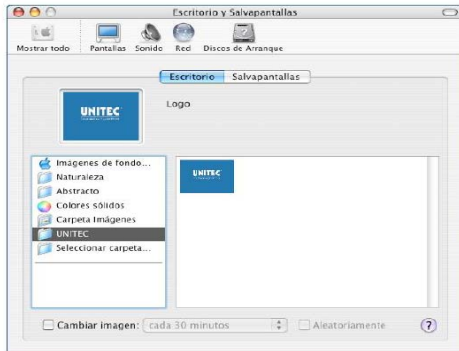 Escritorio y Salvapantallas
Mostrar todo Pantallas Sonido Red Discos de Arranque
Escritorio Salvapantallas
UNITEC
Logo
Imágenes de fondo...
UNITEC
Naturaleza
Abstracto
Colores sólidos
Carpeta Imágenes
UNITEC
Seleccionar carpeta...
Cambiar imagen: cada 30 minutos Aleatoriamente ?